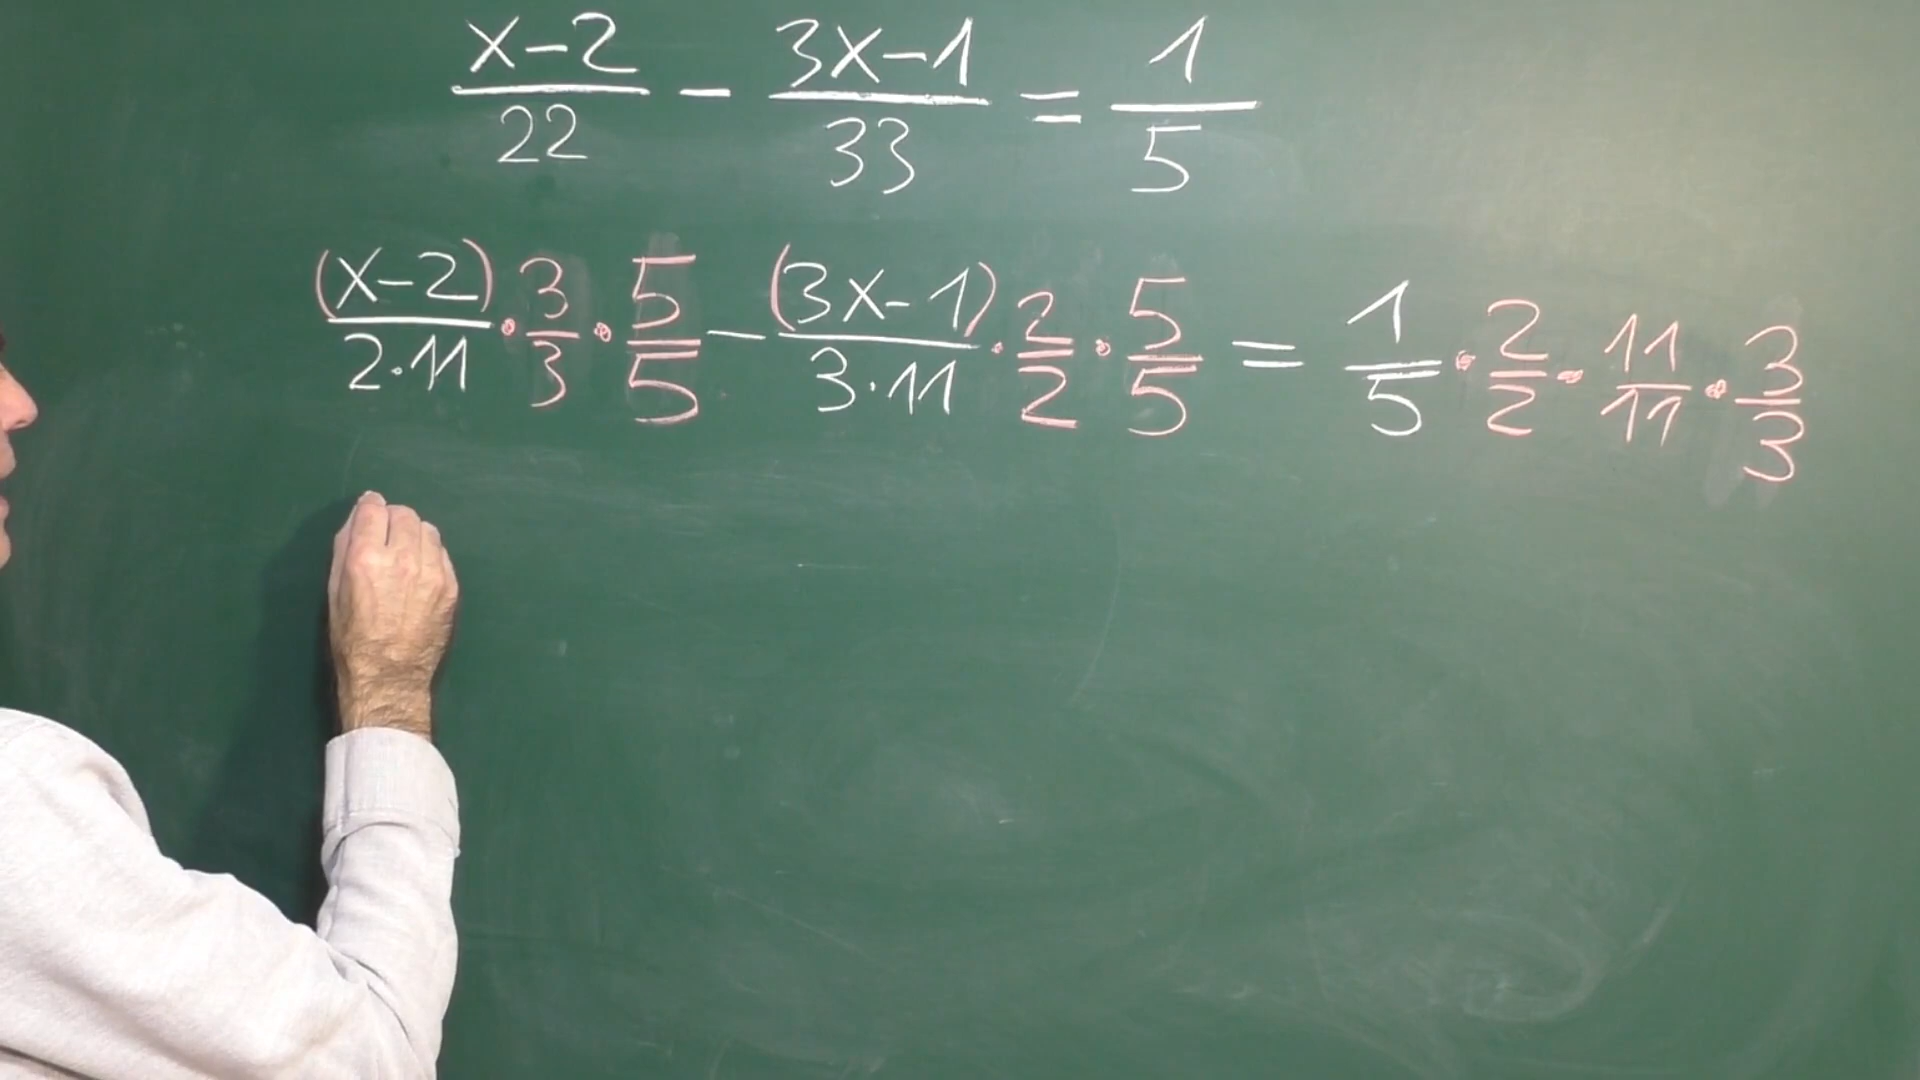 x-2/22 - 3x-1/33 = 1/5
(x-2)/2·11 · 3/3 · 5/5 - (3x-1)/3·11 · 2/2 · 5/5 = 1/5 · 2/2 · 11/11 · 3/3